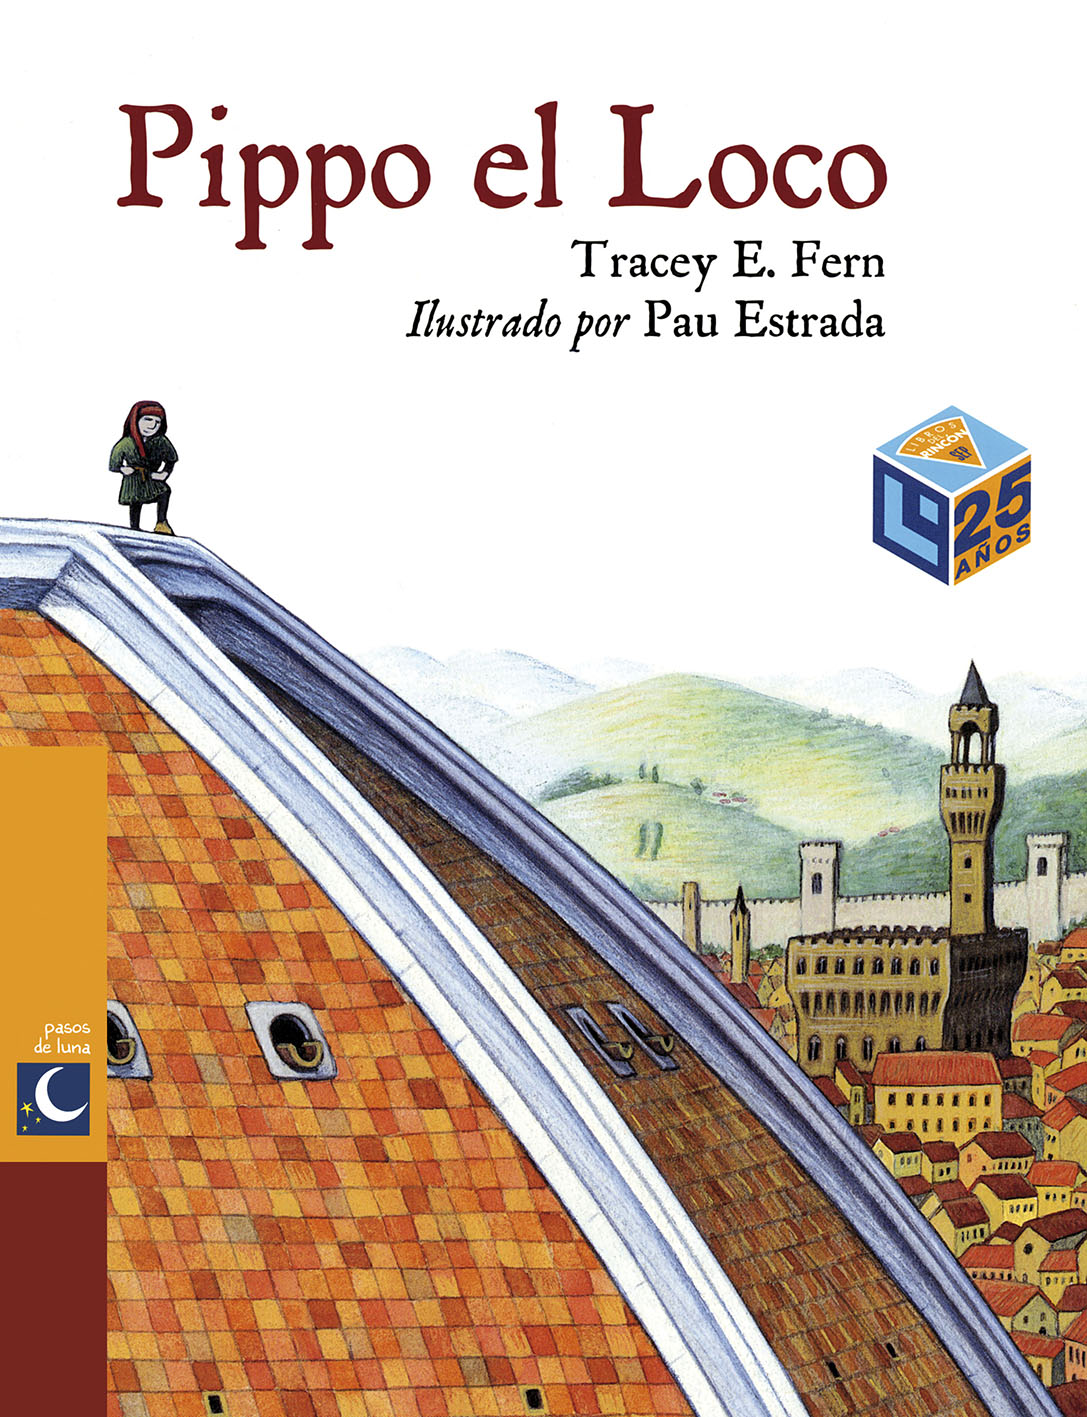 Pippo el Loco
Tracey E. Fern
Ilustrado por Pau Estrada
LIBROS
DEL
RINCÓN
SEP
25
AÑOS
pasos
de luna